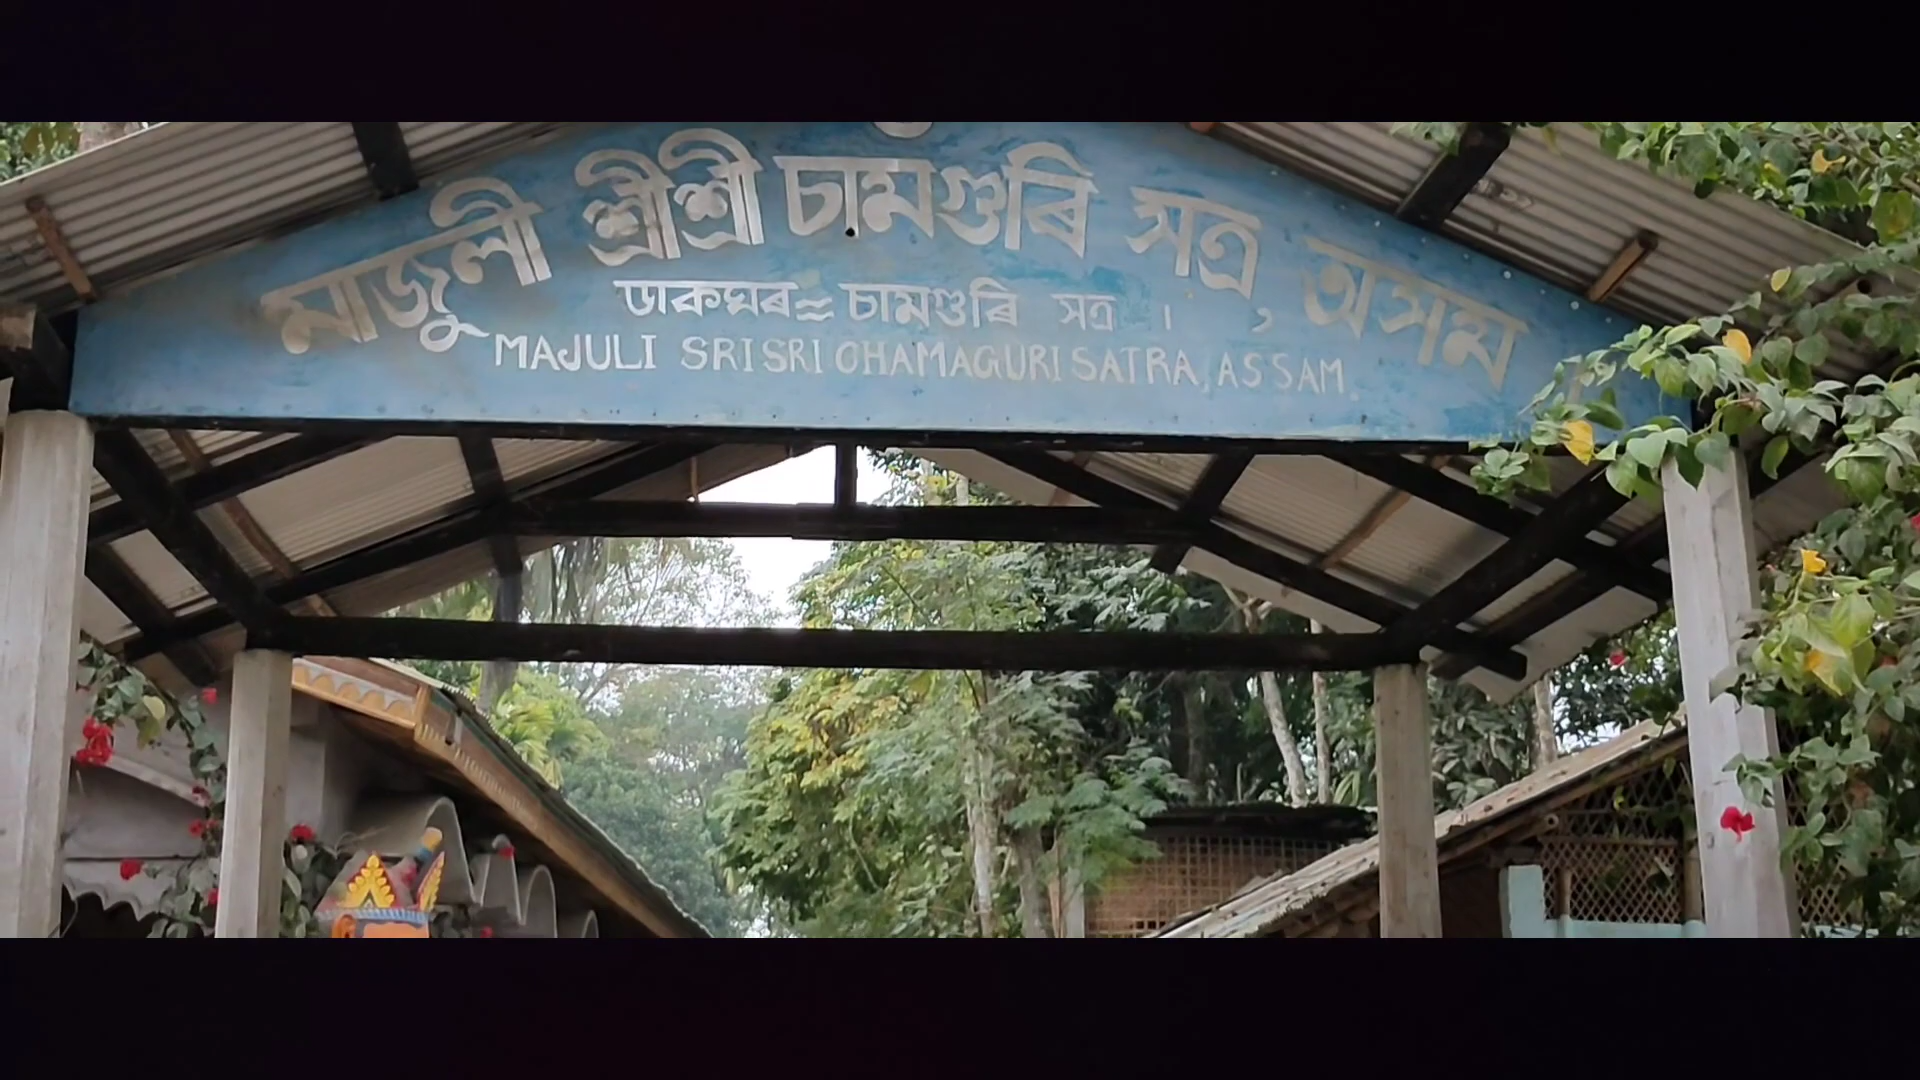 মাজুলী শ্রীশ্রী চামগুৰি সত্ৰ, অসম
ডাকঘৰ≈ চামগুৰি সত্ৰ ।
MAJULI SRI SRI CHAMAGURI SATRA, ASSAM.